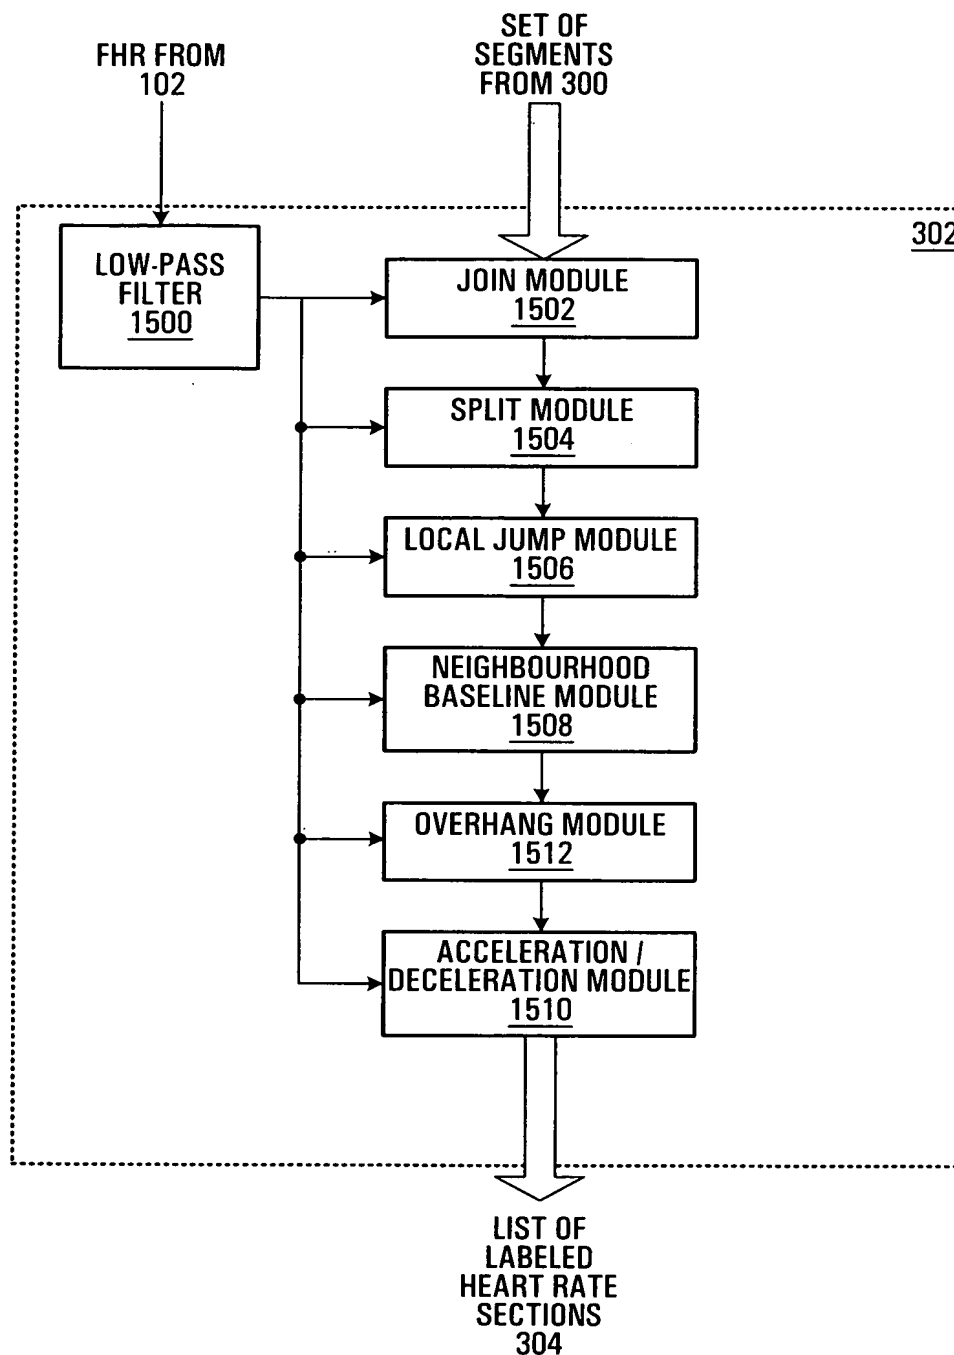 FHR FROM
102
SET OF
SEGMENTS
FROM 300
302
LOW-PASS
FILTER
1500
JOIN MODULE
1502
SPLIT MODULE
1504
LOCAL JUMP MODULE
1506
NEIGHBOURHOOD
BASELINE MODULE
1508
OVERHANG MODULE
1512
ACCELERATION /
DECELERATION MODULE
1510
LIST OF
LABELED
HEART RATE
SECTIONS
304